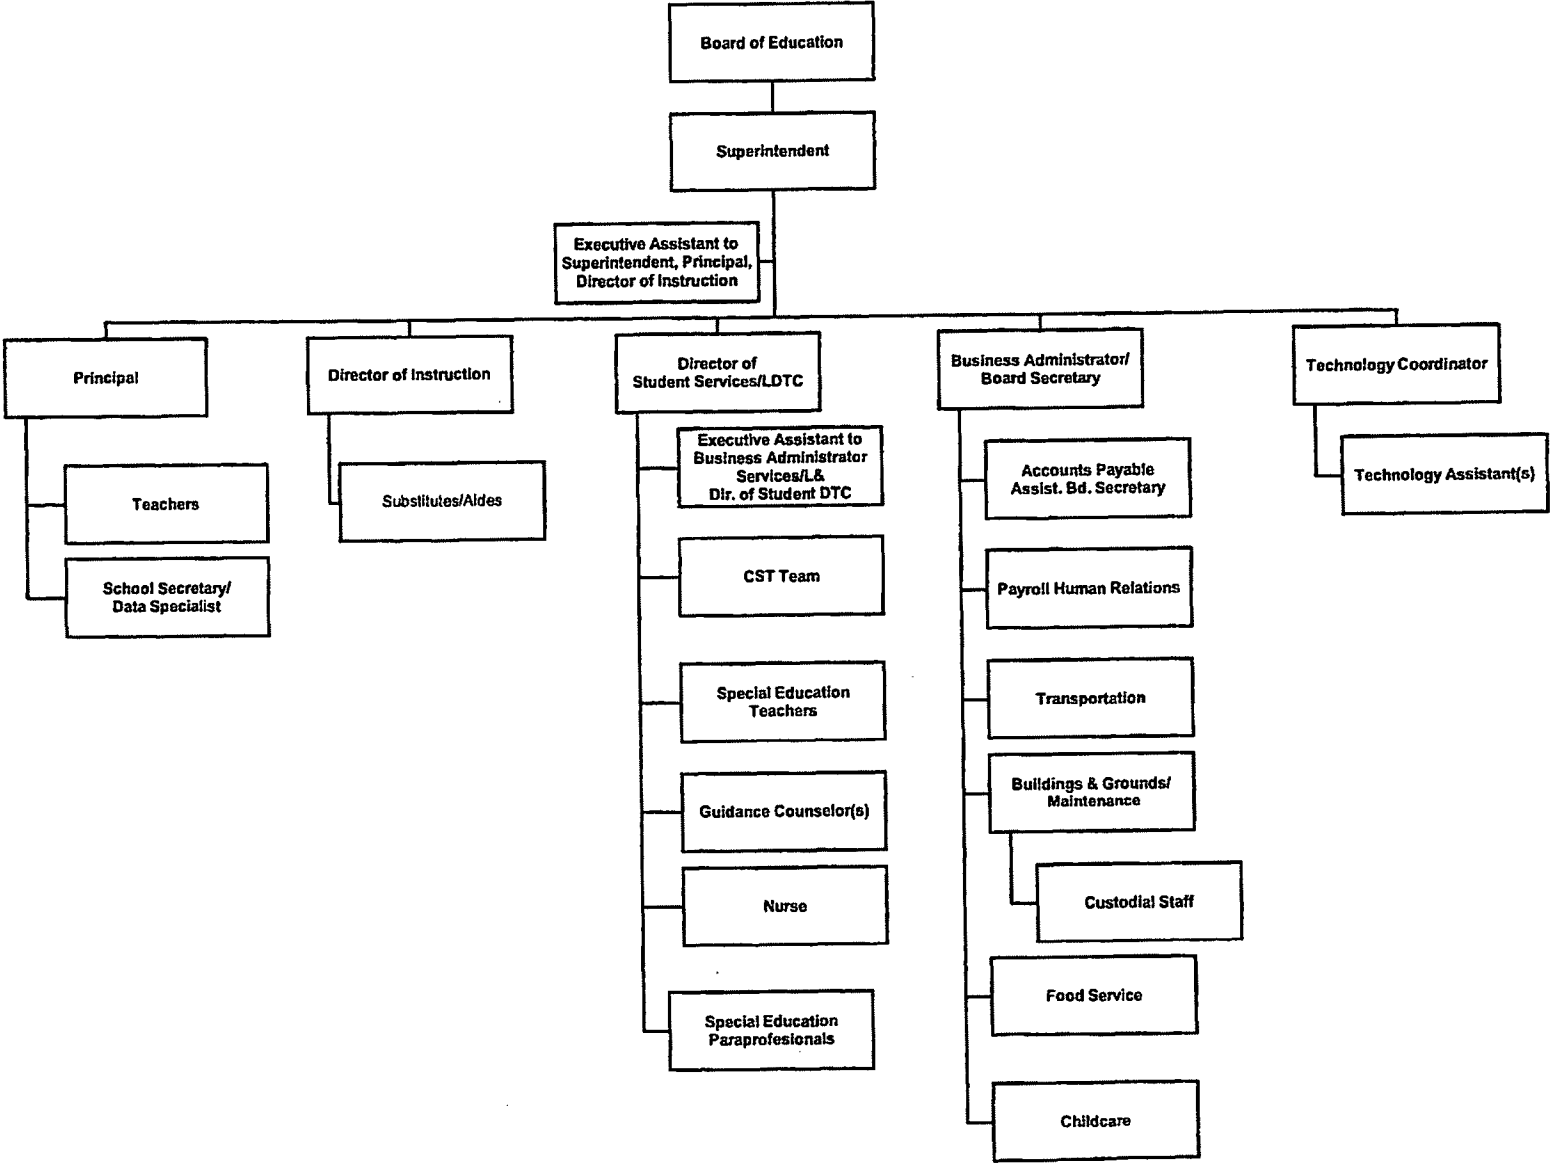 Board of Education
Superintendent
Executive Assistant to
Superintendent, Principal,
Director of Instruction
Principal
Teachers
School Secretary/
Data Specialist
Director of Instruction
Substitutes/Aides
Director of
Student Services/LDTC
Executive Assistant to
Business Administrator
Services/L&
Dir. of Student DTC
CST Team
Special Education
Teachers
Guidance Counselor(s)
Nurse
Special Education
Paraprofesionals
Business Administrator/
Board Secretary
Accounts Payable
Assist. Bd. Secretary
Payroll Human Relations
Transportation
Buildings & Grounds/
Maintenance
Custodial Staff
Food Service
Childcare
Technology Coordinator
Technology Assistant(s)